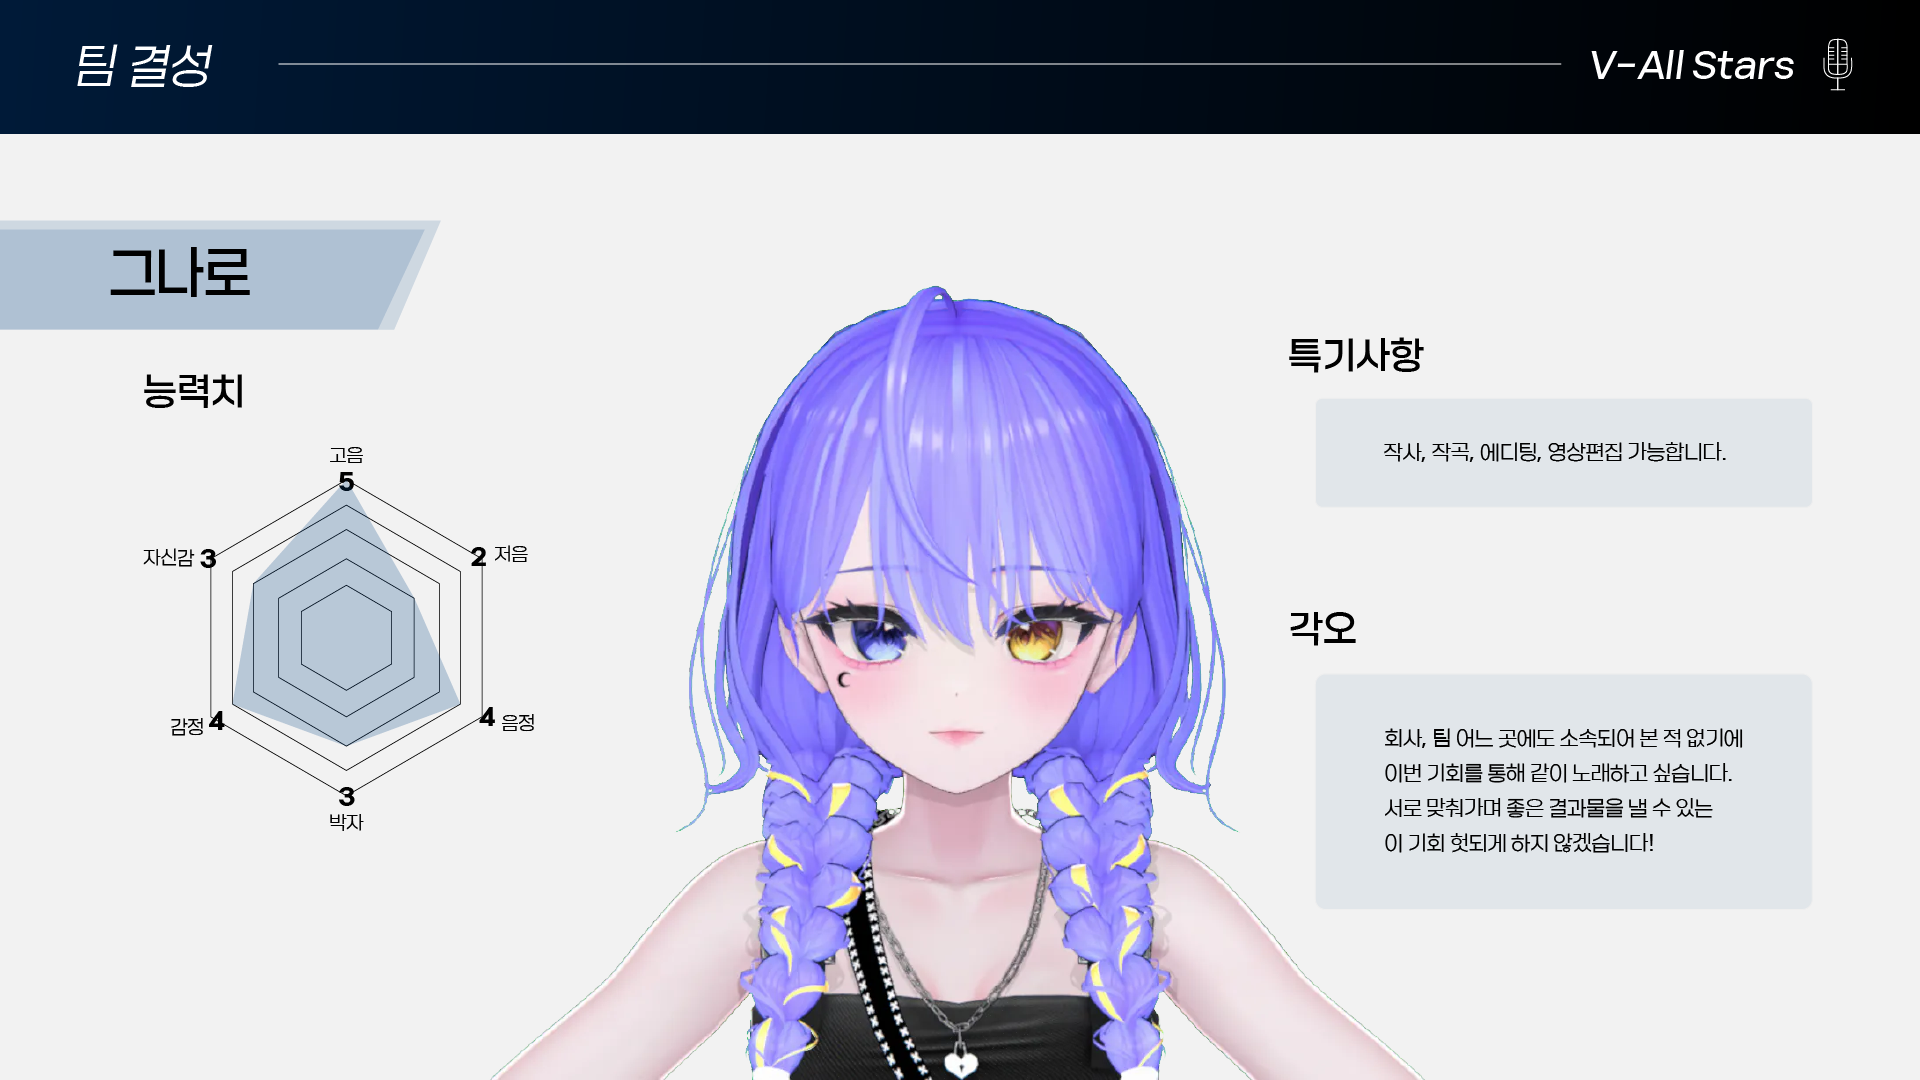 팀 결성
V-All Stars
그나로
능력치
고음
5
자신감 3
2 저음
감정 4
4 음정
3
박자
특기사항
작사, 작곡, 에디팅, 영상편집 가능합니다.
각오
회사, 팀 어느 곳에도 소속되어 본 적 없기에
이번 기회를 통해 같이 노래하고 싶습니다.
서로 맞춰가며 좋은 결과물을 낼 수 있는
이 기회 헛되게 하지 않겠습니다!